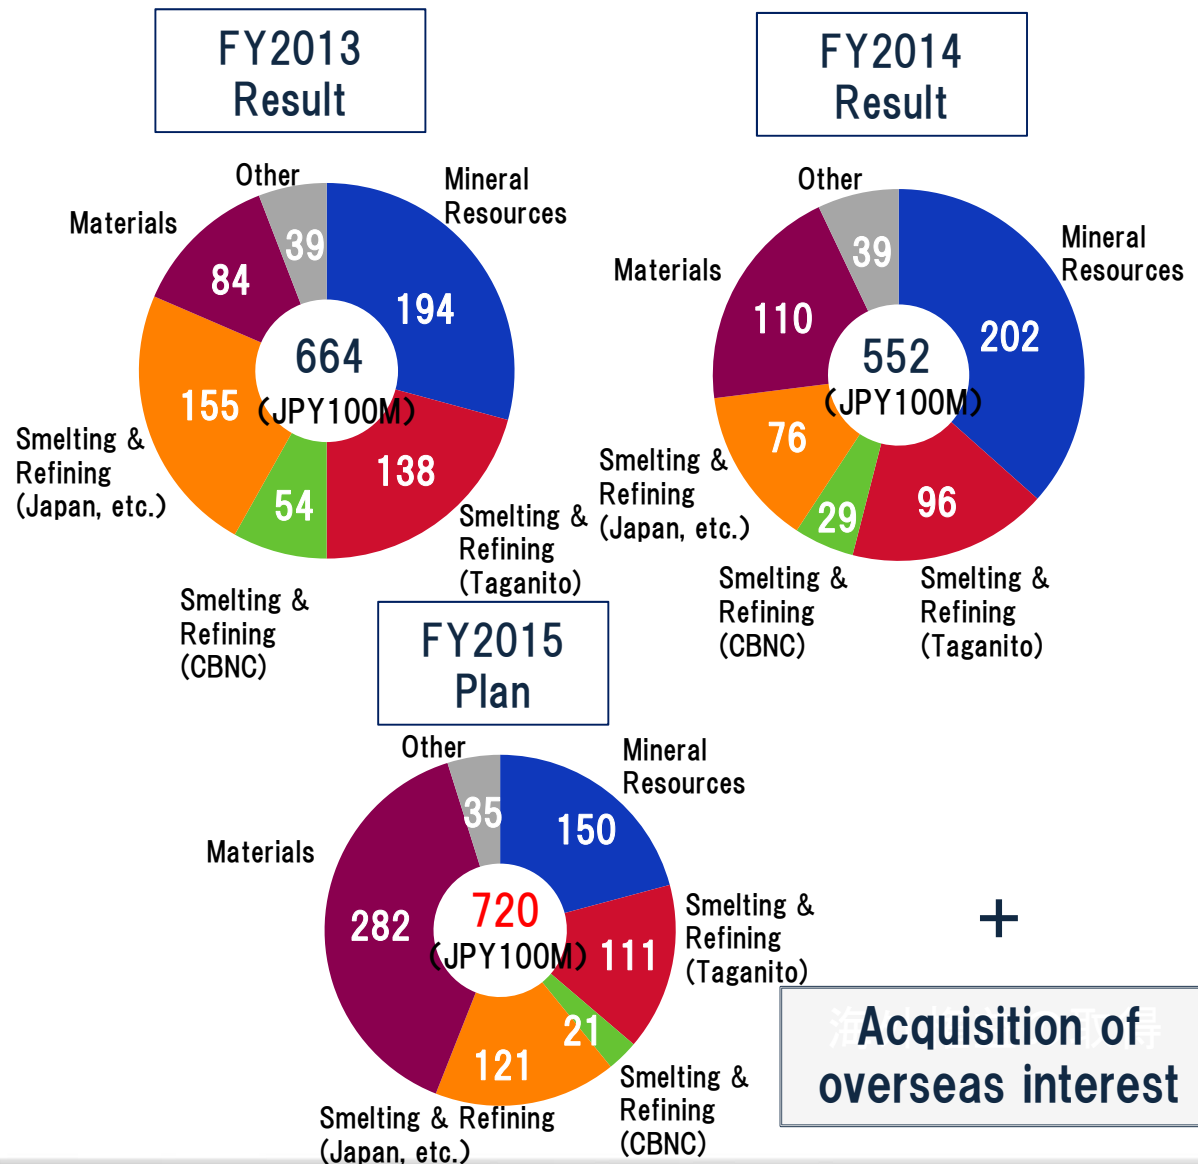 FY2013
Result
Other
Mineral
Resources
Materials
39
84
194
664
(JPY100M)
155
138
54
Smelting &
Refining
(Japan, etc.)
Smelting &
Refining
(Taganito)
Smelting &
Refining
(CBNC)
FY2014
Result
Other
Mineral
Resources
Materials
39
110
202
552
(JPY100M)
76
96
29
Smelting &
Refining
(Japan, etc.)
Smelting &
Refining
(CBNC)
Smelting &
Refining
(Taganito)
FY2015
Plan
Other
Mineral
Resources
Materials
35
150
282
720
(JPY100M)
111
21
121
Smelting &
Refining
(Taganito)
Smelting &
Refining
(CBNC)
Smelting & Refining
(Japan, etc.)
+
Acquisition of
overseas interest